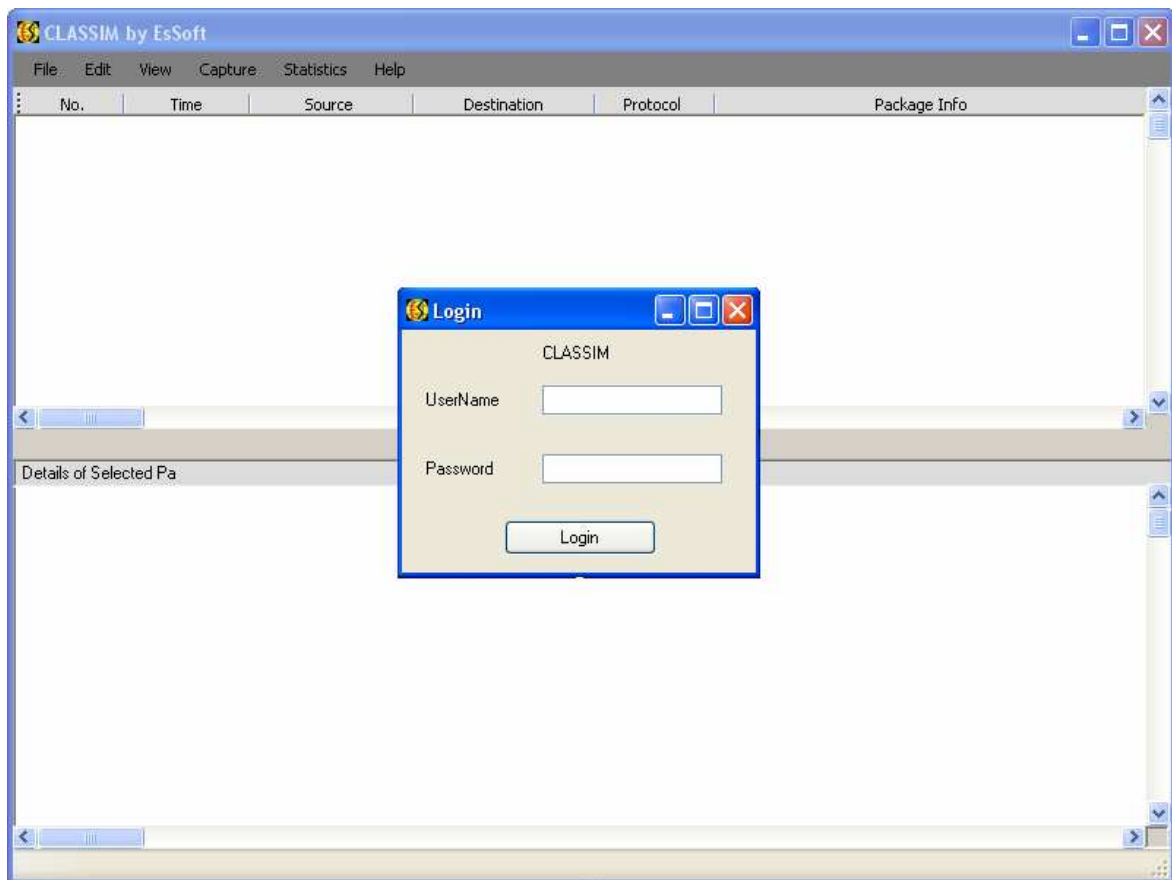 CLASSIM by EsSoft
File Edit View Capture Statistics Help
No. Time Source Destination Protocol Package Info
Login
CLASSIM
UserName
Password
Login
Details of Selected Pa